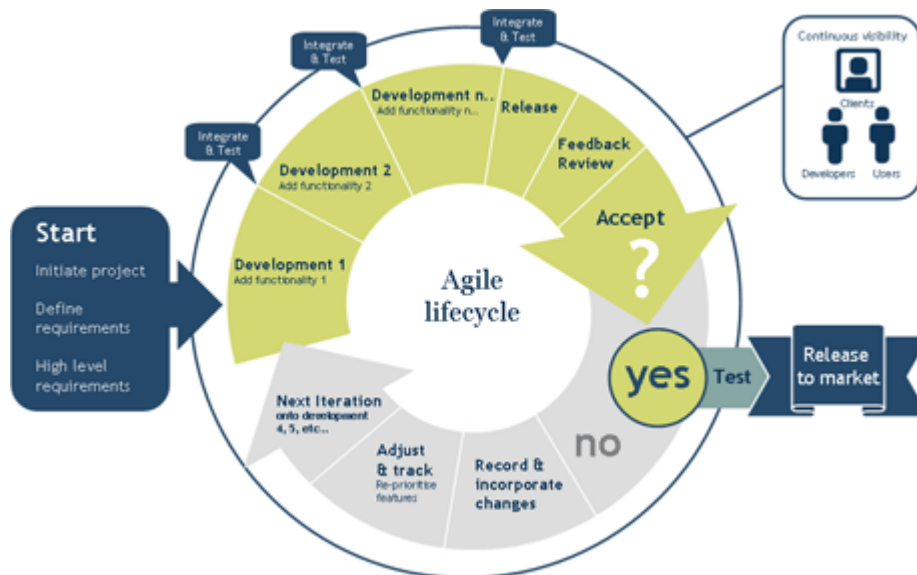 Start
Initiate project
Define
requirements
High level
requirements
Integrate
& Test
Integrate
& Test
Integrate
& Test
Development 1
Add functionality 1
Development 2
Add functionality 2
Development n..
Add functionality n...
Release
Feedback
Review
Accept
?
yes
Test
Release
to market
no
Record &
incorporate
changes
Adjust
& track
Re-prioritise
features
Next Iteration
onto development
4, 5, etc...
Agile
lifecycle
Continuous visibility
Clients
Developers Users